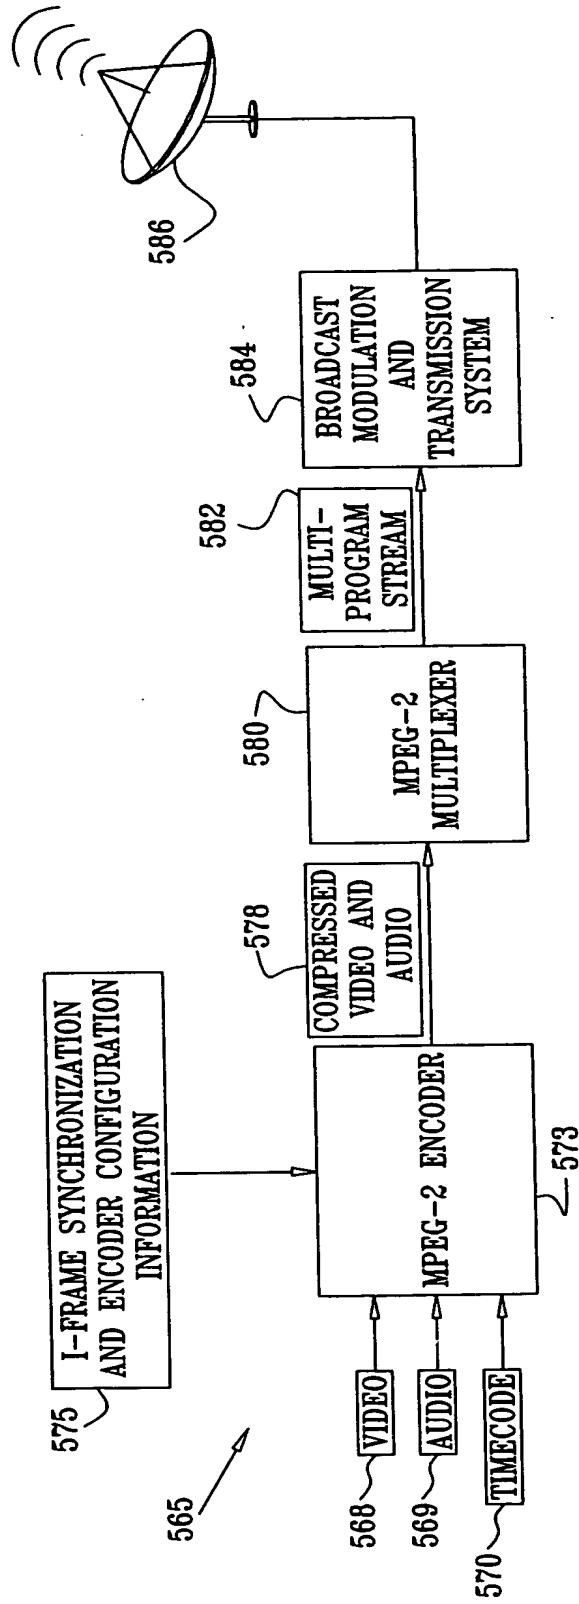 565
575
I-FRAME SYNCHRONIZATION
AND ENCODER CONFIGURATION
INFORMATION
568
VIDEO
569
AUDIO
570
TIMECODE
MPEG-2 ENCODER
573
578
COMPRESSED
VIDEO AND
AUDIO
580
MPEG-2
MULTIPLEXER
582
MULTI-
PROGRAM
STREAM
584
BROADCAST
MODULATION
AND
TRANSMISSION
SYSTEM
586